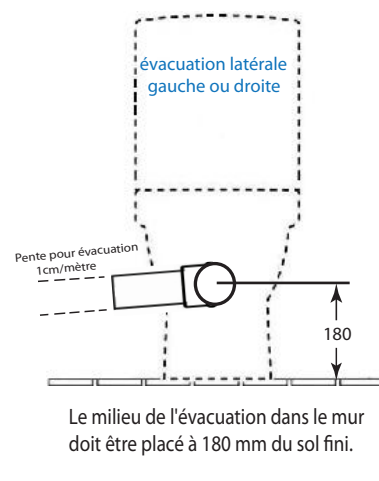 évacuation latérale
gauche ou droite
Pente pour évacuation
1cm/mètre
180
Le milieu de l'évacuation dans le mur
doit être placé à 180 mm du sol fini.